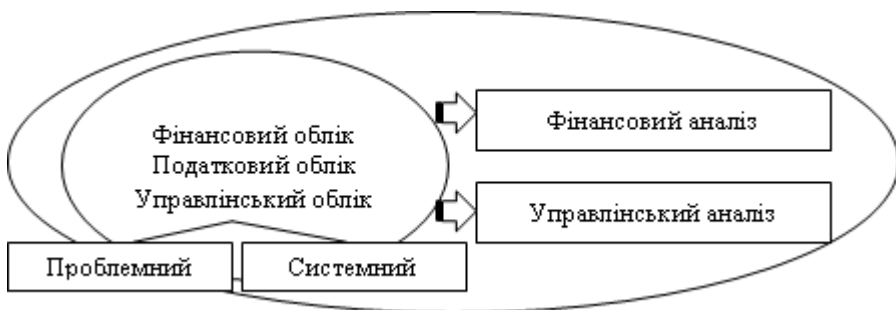 Фінансовий облік
Податковий облік
Управлінський облік
Фінансовий аналіз
Управлінський аналіз
Проблемний
Системний